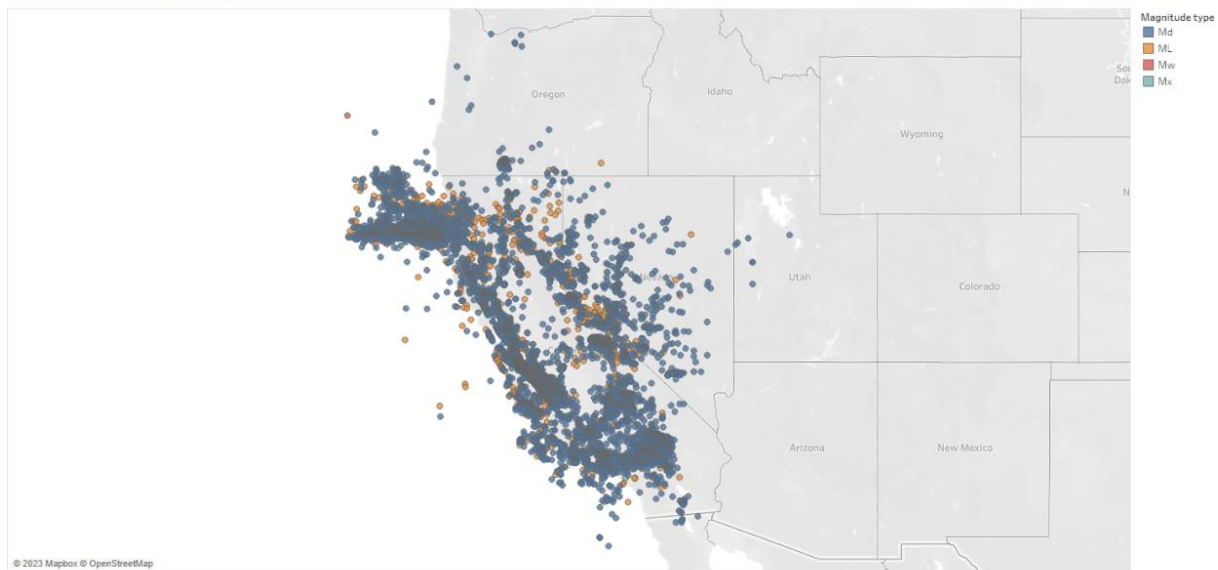 Magnitude type
Md
ML
Mw
Mx
Oregon
Idaho
Wyoming
Utah
Colorado
Arizona
New Mexico
© 2023 Mapbox © OpenStreetMap